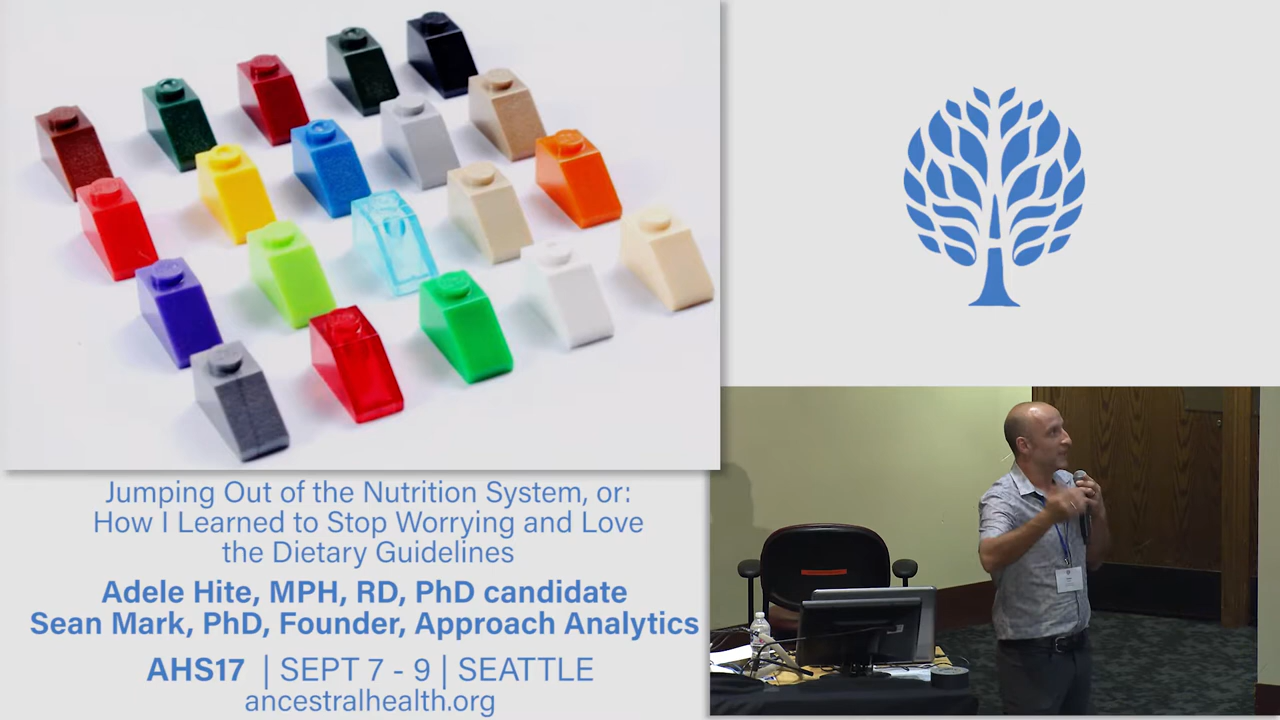 Jumping Out of the Nutrition System, or:
How I Learned to Stop Worrying and Love
the Dietary Guidelines
Adele Hite, MPH, RD, PhD candidate
Sean Mark, PhD, Founder, Approach Analytics
AHS17 | SEPT 7 - 9 | SEATTLE
ancestralhealth.org